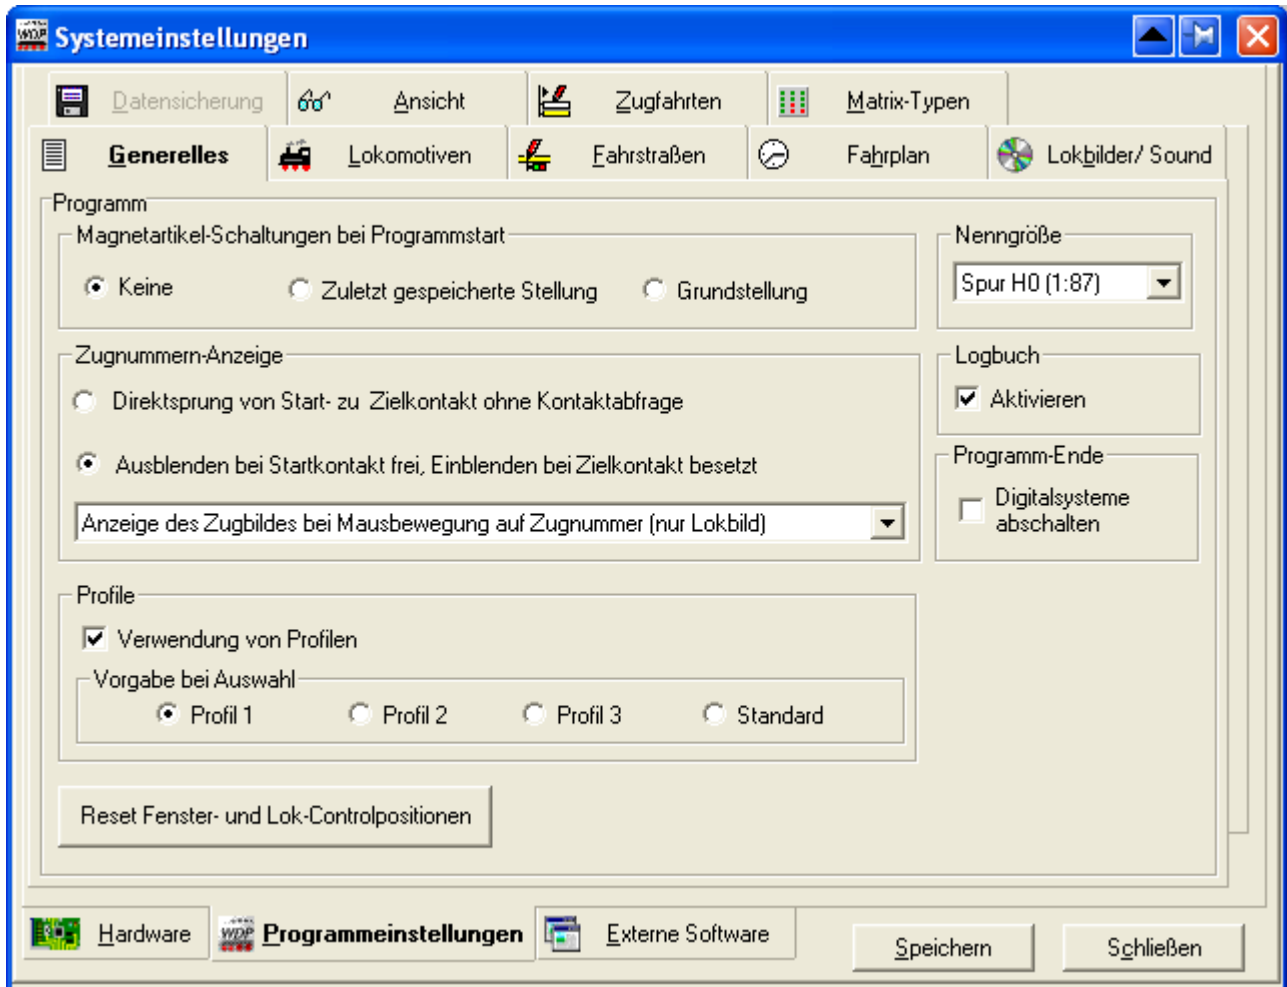 WDP Systemeinstellungen
Datensicherung Ansicht Zugfahrten Matrix-Typen
Generelles Lokomotiven Fahrstraßen Fahrplan Lokbilder/ Sound
Programm
Magnetartikel-Schaltungen bei Programmstart
Keine Zuletzt gespeicherte Stellung Grundstellung
Nenngröße
Spur H0 (1:87)
Zugnummern-Anzeige
Direktsprung von Start- zu Zielkontakt ohne Kontaktabfrage
Ausblenden bei Startkontakt frei, Einblenden bei Zielkontakt besetzt
Anzeige des Zugbildes bei Mausbewegung auf Zugnummer (nur Lokbild)
Logbuch
Aktivieren
Programm-Ende
Digitalsysteme
abschalten
Profile
Verwendung von Profilen
Vorgabe bei Auswahl
Profil 1 Profil 2 Profil 3 Standard
Reset Fenster- und Lok-Controlpositionen
Hardware WDP Programmeinstellungen Externe Software
Speichern Schließen